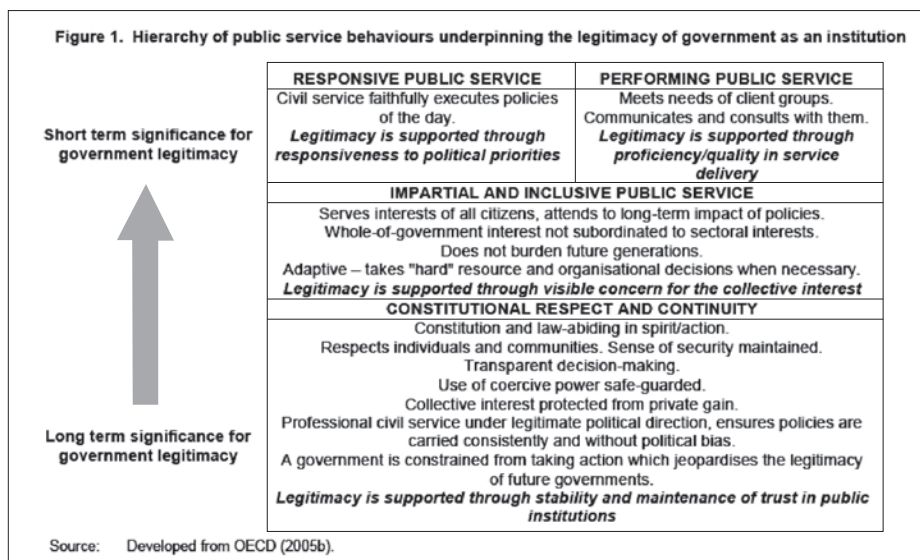 Figure 1. Hierarchy of public service behaviours underpinning the legitimacy of government as an institution
RESPONSIVE PUBLIC SERVICE
Civil service faithfully executes policies
of the day.
Legitimacy is supported through
responsiveness to political priorities
PERFORMING PUBLIC SERVICE
Meets needs of client groups.
Communicates and consults with them.
Legitimacy is supported through
proficiency/quality in service
delivery
Short term significance for
government legitimacy
IMPARTIAL AND INCLUSIVE PUBLIC SERVICE
Serves interests of all citizens, attends to long-term impact of policies.
Whole-of-government interest not subordinated to sectoral interests.
Does not burden future generations.
Adaptive – takes "hard" resource and organisational decisions when necessary.
Legitimacy is supported through visible concern for the collective interest
CONSTITUTIONAL RESPECT AND CONTINUITY
Constitution and law-abiding in spirit/action.
Respects individuals and communities. Sense of security maintained.
Transparent decision-making.
Use of coercive power safe-guarded.
Collective interest protected from private gain.
Professional civil service under legitimate political direction, ensures policies are
carried consistently and without political bias.
A government is constrained from taking action which jeopardises the legitimacy
of future governments.
Legitimacy is supported through stability and maintenance of trust in public
institutions
Long term significance for
government legitimacy
Source: Developed from OECD (2005b).